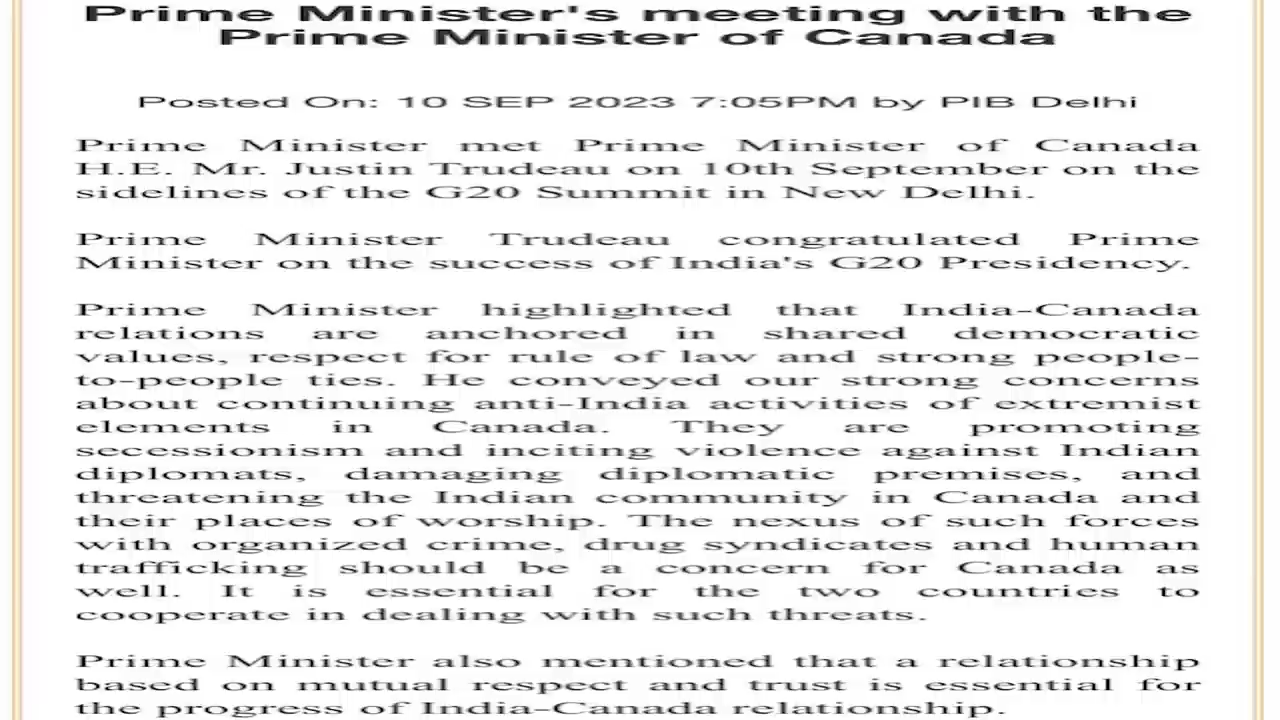 Prime Minister's meeting with the
Prime Minister of Canada
Posted On: 10 SEP 2023 7:05PM by PIB Delhi
Prime Minister met Prime Minister of Canada
H.E. Mr. Justin Trudeau on 10th September on the
sidelines of the G20 Summit in New Delhi.
Prime Minister Trudeau congratulated Prime
Minister on the success of India's G20 Presidency.
Prime Minister highlighted that India-Canada
relations are anchored in shared democratic
values, respect for rule of law and strong people-
to-people ties. He conveyed our strong concerns
about continuing anti-India activities of extremist
elements in Canada. They are promoting
secessionism and inciting violence against Indian
diplomats, damaging diplomatic premises, and
threatening the Indian community in Canada and
their places of worship. The nexus of such forces
with organized crime, drug syndicates and human
trafficking should be a concern for Canada as
well. It is essential for the two countries to
cooperate in dealing with such threats.
Prime Minister also mentioned that a relationship
based on mutual respect and trust is essential for
the progress of India-Canada relationship.